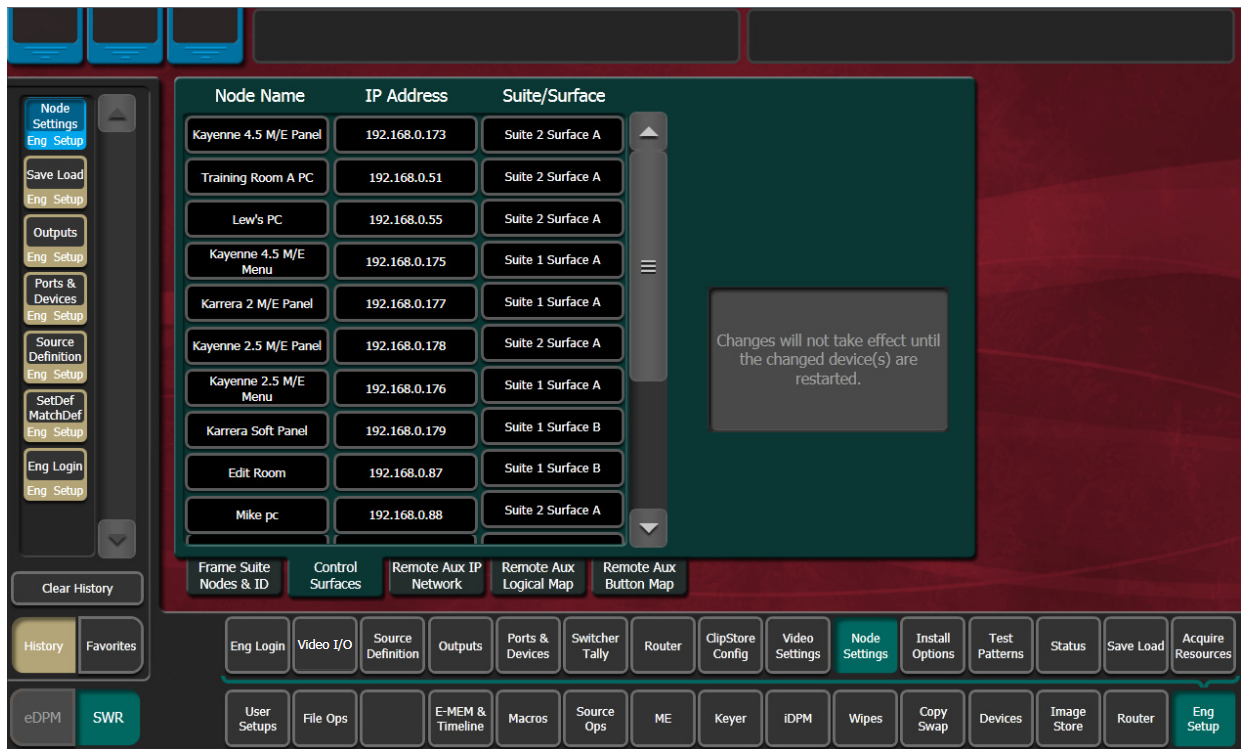 Node Name IP Address Suite/Surface
Node
Settings
Eng Setup
Save Load
Eng Setup
Outputs
Eng Setup
Ports &
Devices
Eng Setup
Source
Definition
Eng Setup
SetDef
MatchDef
Eng Setup
Eng Login
Eng Setup
Clear History
History Favorites
eDPM SWR
Kayenne 4.5 M/E Panel 192.168.0.173 Suite 2 Surface A
Training Room A PC 192.168.0.51 Suite 2 Surface A
Lew's PC 192.168.0.55 Suite 2 Surface A
Kayenne 4.5 M/E
Menu
192.168.0.175 Suite 1 Surface A
Karrera 2 M/E Panel 192.168.0.177 Suite 1 Surface A
Kayenne 2.5 M/E Panel 192.168.0.178 Suite 2 Surface A
Kayenne 2.5 M/E
Menu
192.168.0.176 Suite 1 Surface A
Karrera Soft Panel 192.168.0.179 Suite 1 Surface B
Edit Room 192.168.0.87 Suite 1 Surface B
Mike pc 192.168.0.88 Suite 2 Surface A
Changes will not take effect until
the changed device(s) are
restarted.
Frame Suite
Nodes & ID
Control
Surfaces
Remote Aux IP
Network
Remote Aux
Logical Map
Remote Aux
Button Map
Eng Login
Video I/O
Source
Definition
Outputs
Ports &
Devices
Switcher
Tally
Router
ClipStore
Config
Video
Settings
Node
Settings
Install
Options
Test
Patterns
Status
Save Load
Acquire
Resources
User
Setups
File Ops
E-MEM &
Timeline
Macros
Source
Ops
ME
Keyer
iDPM
Wipes
Copy
Swap
Devices
Image
Store
Router
Eng
Setup